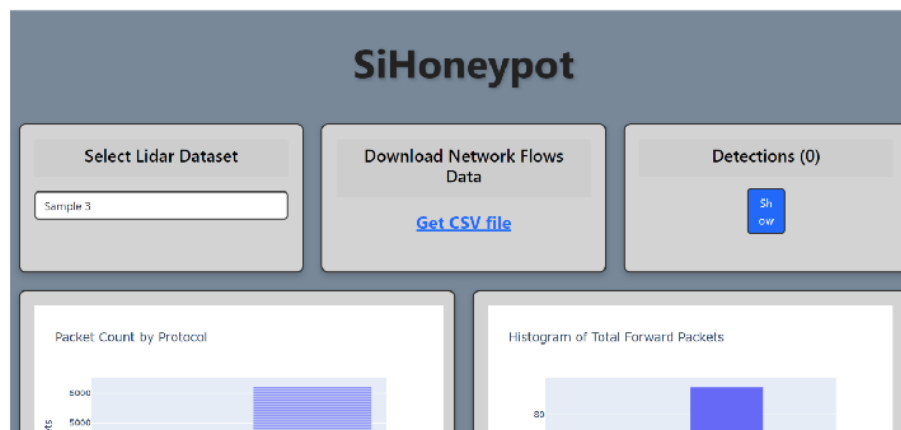 SiHoneypot
Select Lidar Dataset
Sample 3
Download Network Flows
Data
Get CSV file
Detections (0)
Sh
ow
Packet Count by Protocol
6000
5000
Histogram of Total Forward Packets
80